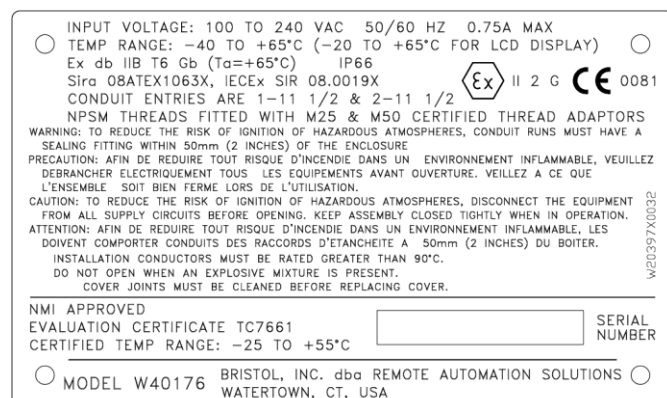 INPUT VOLTAGE: 100 TO 240 VAC 50/60 HZ 0.75A MAX
TEMP RANGE: -40 TO +65°C (-20 TO +65°C FOR LCD DISPLAY)
Ex db IIB T6 Gb (Ta=+65°C) IP66
Sira 08ATEX1063X, IECEx SIR 08.0019X
Ex II 2 G CE 0081
CONDUIT ENTRIES ARE 1-11 1/2 & 2-11 1/2
NPSM THREADS FITTED WITH M25 & M50 CERTIFIED THREAD ADAPTORS
WARNING: TO REDUCE THE RISK OF IGNITION OF HAZARDOUS ATMOSPHERES, CONDUIT RUNS MUST HAVE A
SEALING FITTING WITHIN 50mm (2 INCHES) OF THE ENCLOSURE
PRECAUTION: AFIN DE REDUIRE TOUT RISQUE D'INCENDIE DANS UN ENVIRONNEMENT INFLAMMABLE, VEUILLEZ
DEBRANCHER ELECTRIQUEMENT TOUS LES EQUIPEMENTS AVANT OUVERTURE. VEILLEZ A CE QUE
L'ENSEMBLE SOIT BIEN FERME LORS DE L'UTILISATION.
CAUTION: TO REDUCE THE RISK OF IGNITION OF HAZARDOUS ATMOSPHERES, DISCONNECT THE EQUIPMENT
FROM ALL SUPPLY CIRCUITS BEFORE OPENING. KEEP ASSEMBLY CLOSED TIGHTLY WHEN IN OPERATION.
ATTENTION: AFIN DE REDUIRE TOUT RISQUE D'INCENDIE DANS UN ENVIRONNEMENT INFLAMMABLE, LES
DOIVENT COMPORTER CONDUITS DES RACCORDS D'ETANCHEITE A 50mm (2 INCHES) DU BOITER.
INSTALLATION CONDUCTORS MUST BE RATED GREATER THAN 90°C.
DO NOT OPEN WHEN AN EXPLOSIVE MIXTURE IS PRESENT.
COVER JOINTS MUST BE CLEANED BEFORE REPLACING COVER.
W20397X0032
NMI APPROVED
EVALUATION CERTIFICATE TC7661
CERTIFIED TEMP RANGE: -25 TO +55°C
SERIAL
NUMBER
MODEL W40176
BRISTOL, INC. dba REMOTE AUTOMATION SOLUTIONS
WATERTOWN, CT, USA